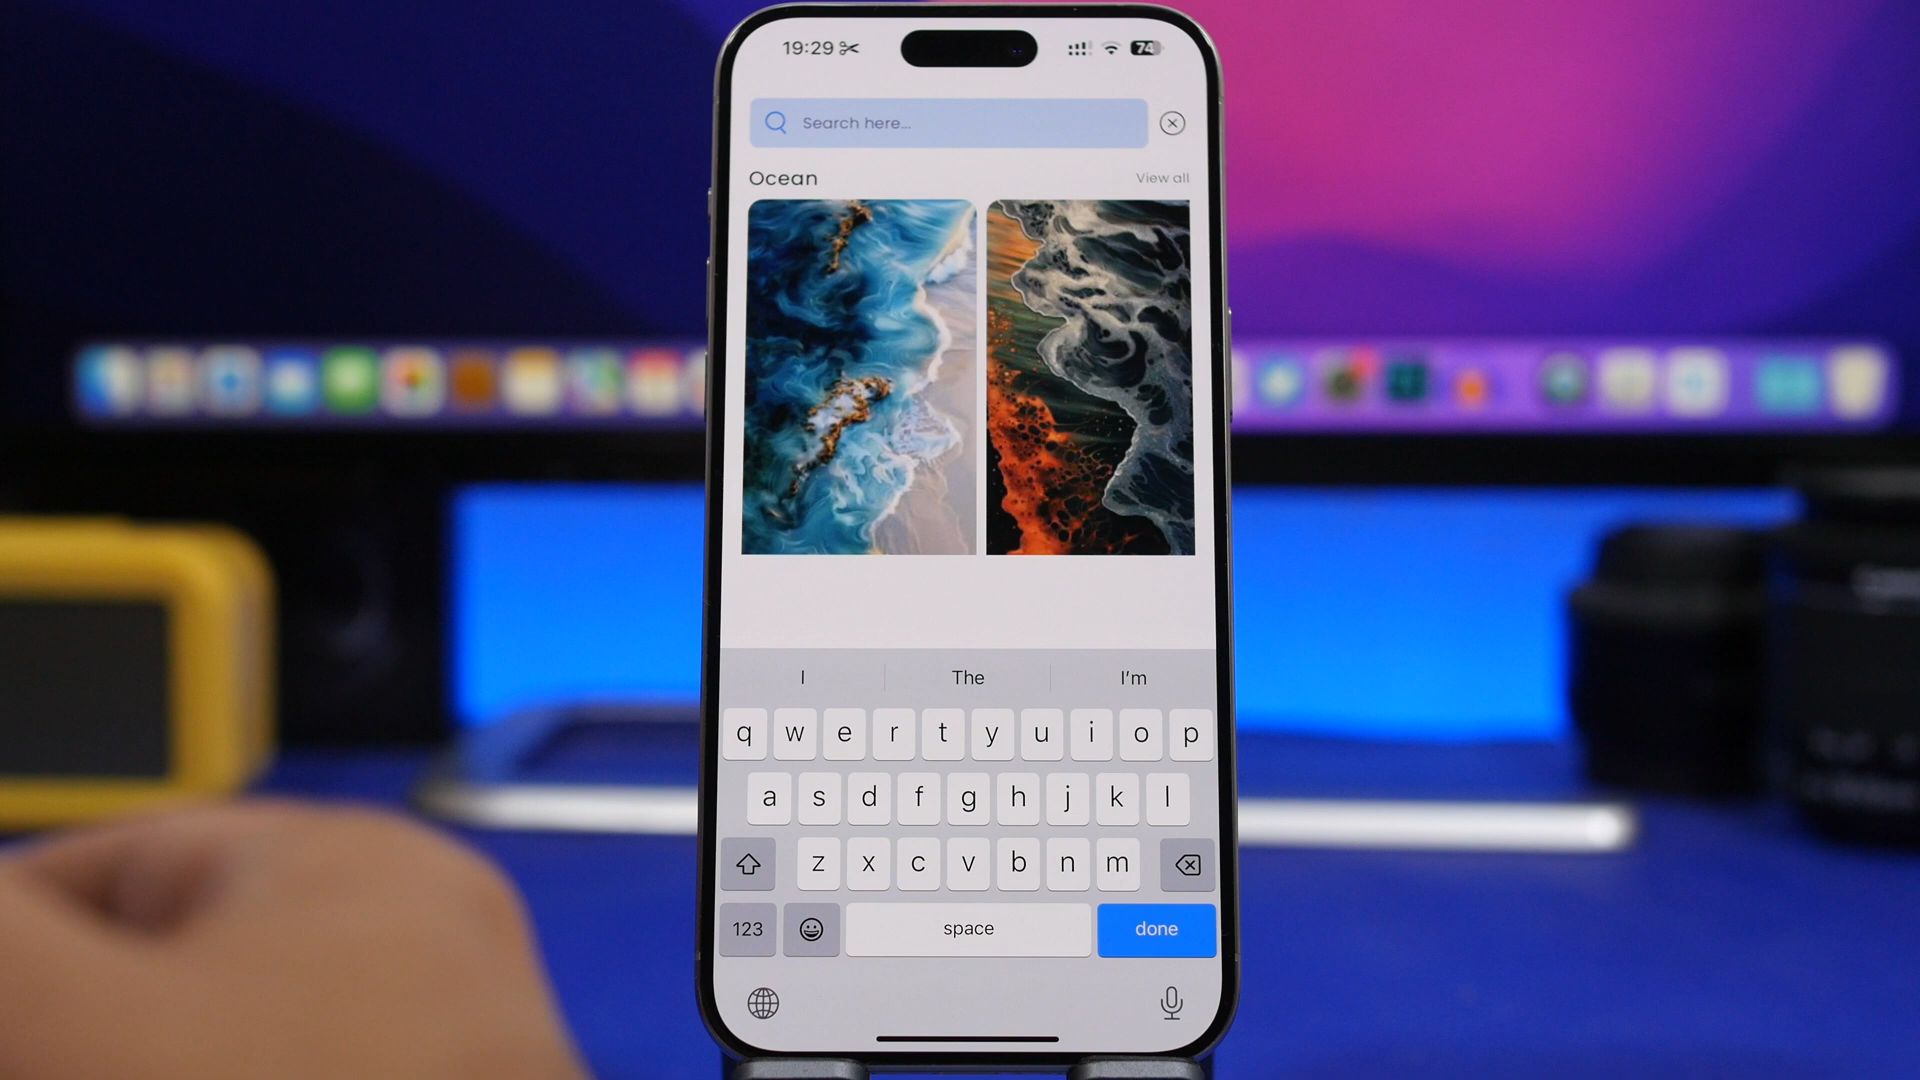 19:29
74
Search here...
Ocean
View all
I
The
I'm
q w e r t y u i o p
a s d f g h j k l
z x c v b n m
123
space
done